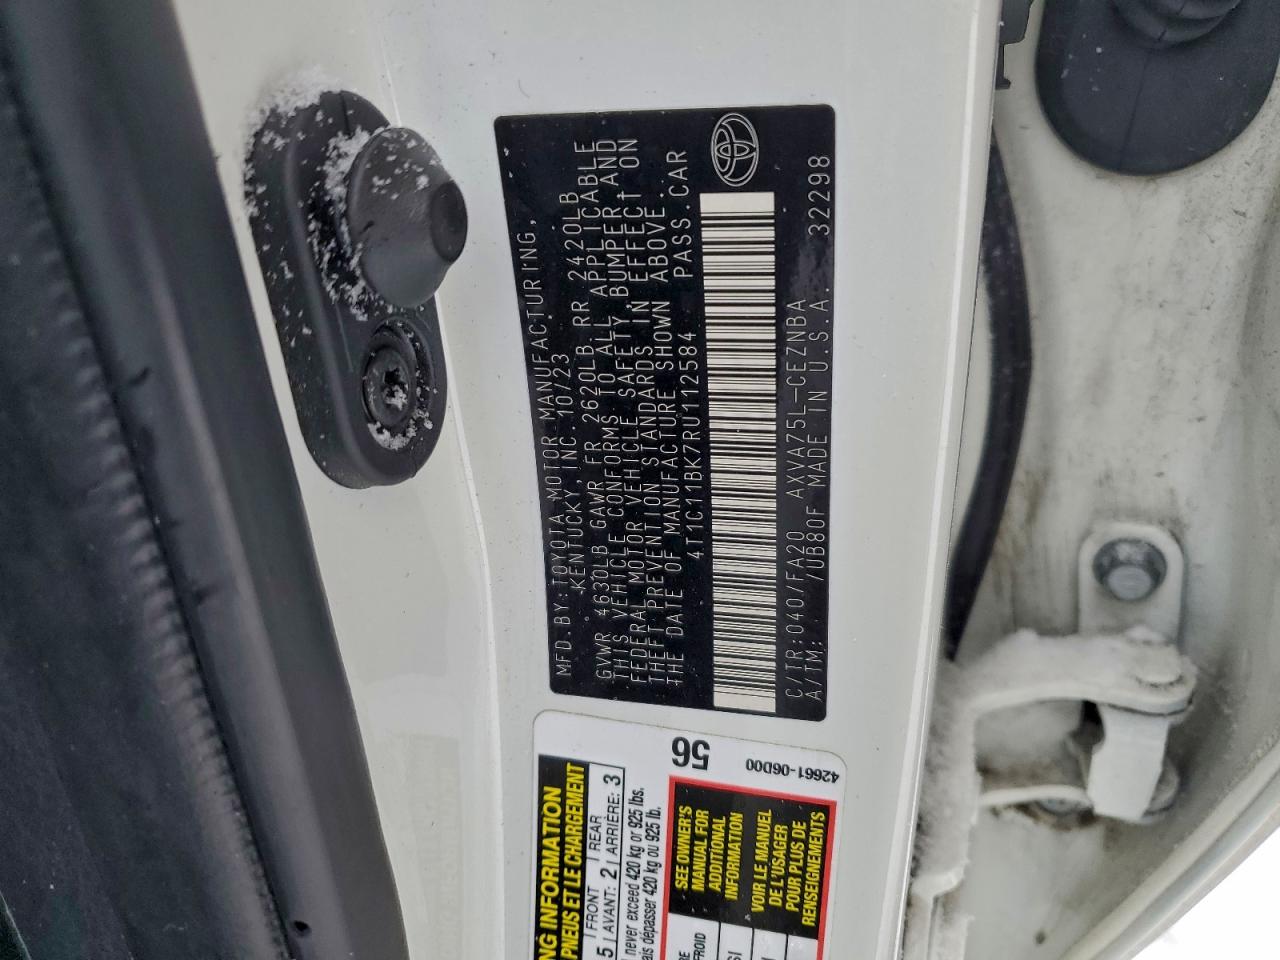 MFD. BY: TOYOTA MOTOR MANUFACTURING,
KENTUCKY, INC 10/23
GVWR 4630LB GAWR FR 2620LB RR 2420LB
THIS VEHICLE CONFORMS TO ALL APPLICABLE
FEDERAL MOTOR VEHICLE SAFETY, BUMPER AND
THEFT PREVENTION STANDARDS IN EFFECT ON
THE DATE OF MANUFACTURE SHOWN ABOVE.
4T1C11BK7RU112584 PASS.CAR
C/TR:040/FA20 AXVA75L-CEZNBA
A/TM: /UB80F MADE IN U.S.A. 32298
56
42661-06D00
NG INFORMATION
PNEUS ET LE CHARGEMENT
5 FRONT AVANT: 2 REAR ARRIÈRE: 3
never exceed 420 kg or 925 lbs.
ais dépasser 420 kg ou 925 lb.
FROID
SEE OWNER'S
MANUAL FOR
ADDITIONAL
INFORMATION
VOIR LE MANUEL
DE L'USAGER
POUR PLUS DE
RENSEIGNEMENTS